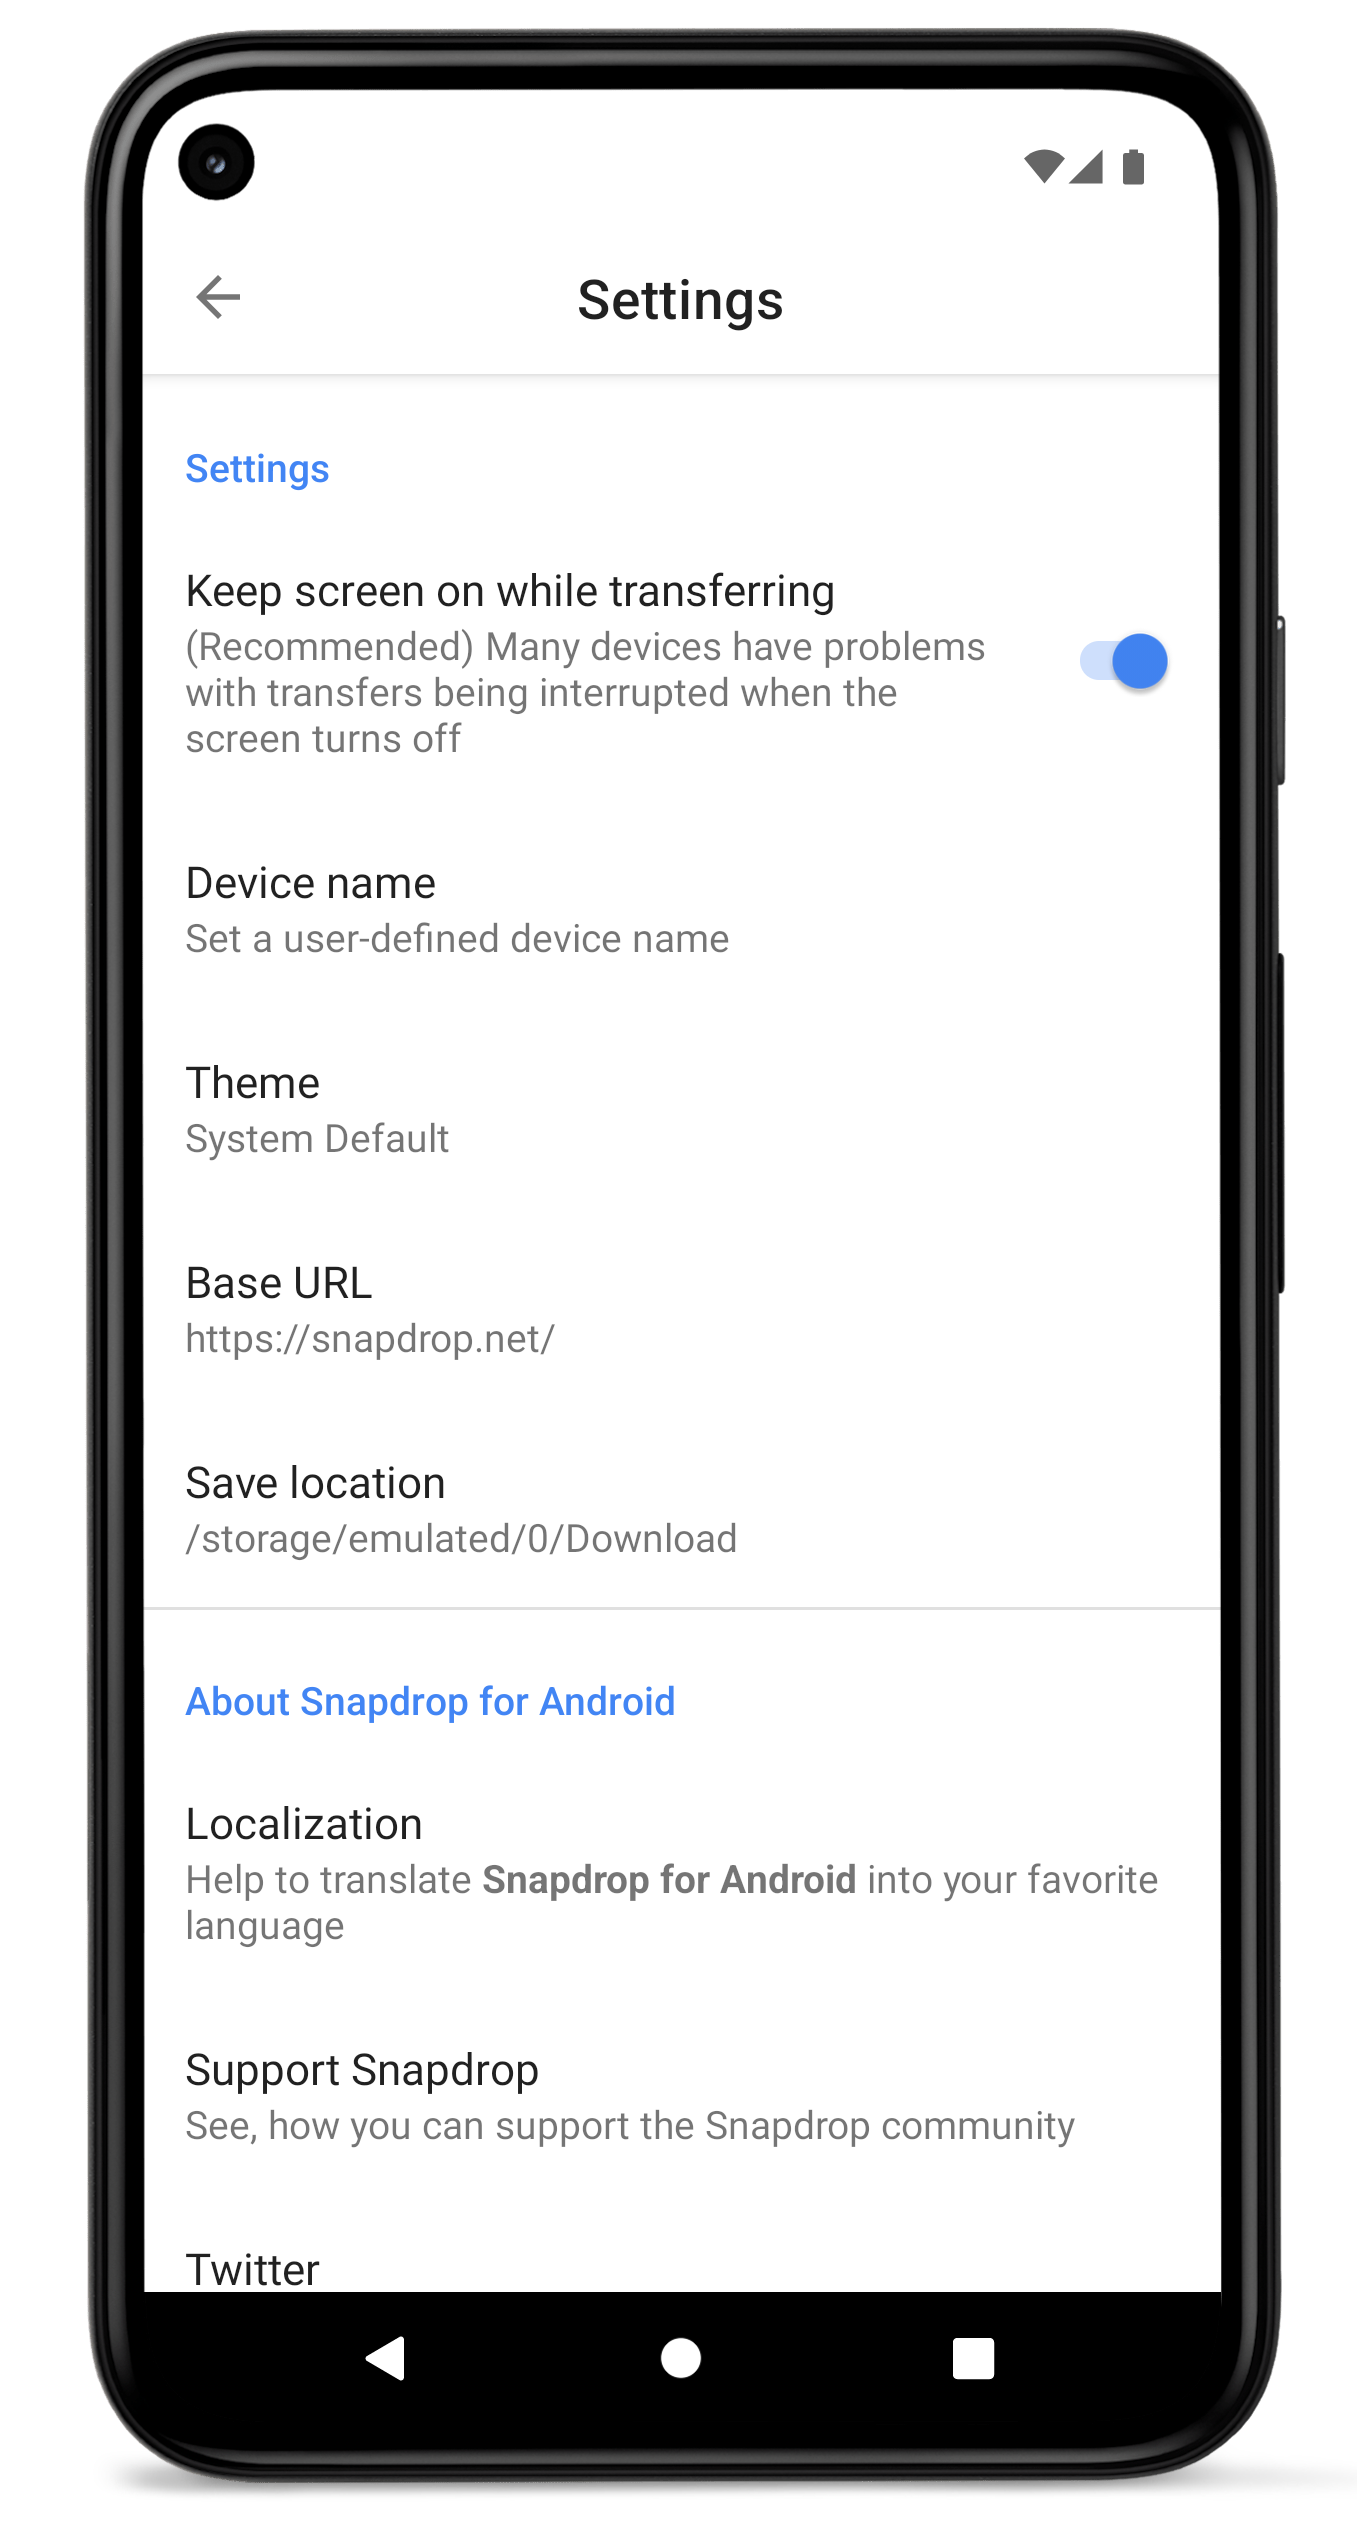 Settings
Settings
Keep screen on while transferring
(Recommended) Many devices have problems
with transfers being interrupted when the
screen turns off
Device name
Set a user-defined device name
Theme
System Default
Base URL
https://snapdrop.net/
Save location
/storage/emulated/0/Download
About Snapdrop for Android
Localization
Help to translate Snapdrop for Android into your favorite
language
Support Snapdrop
See, how you can support the Snapdrop community
Twitter